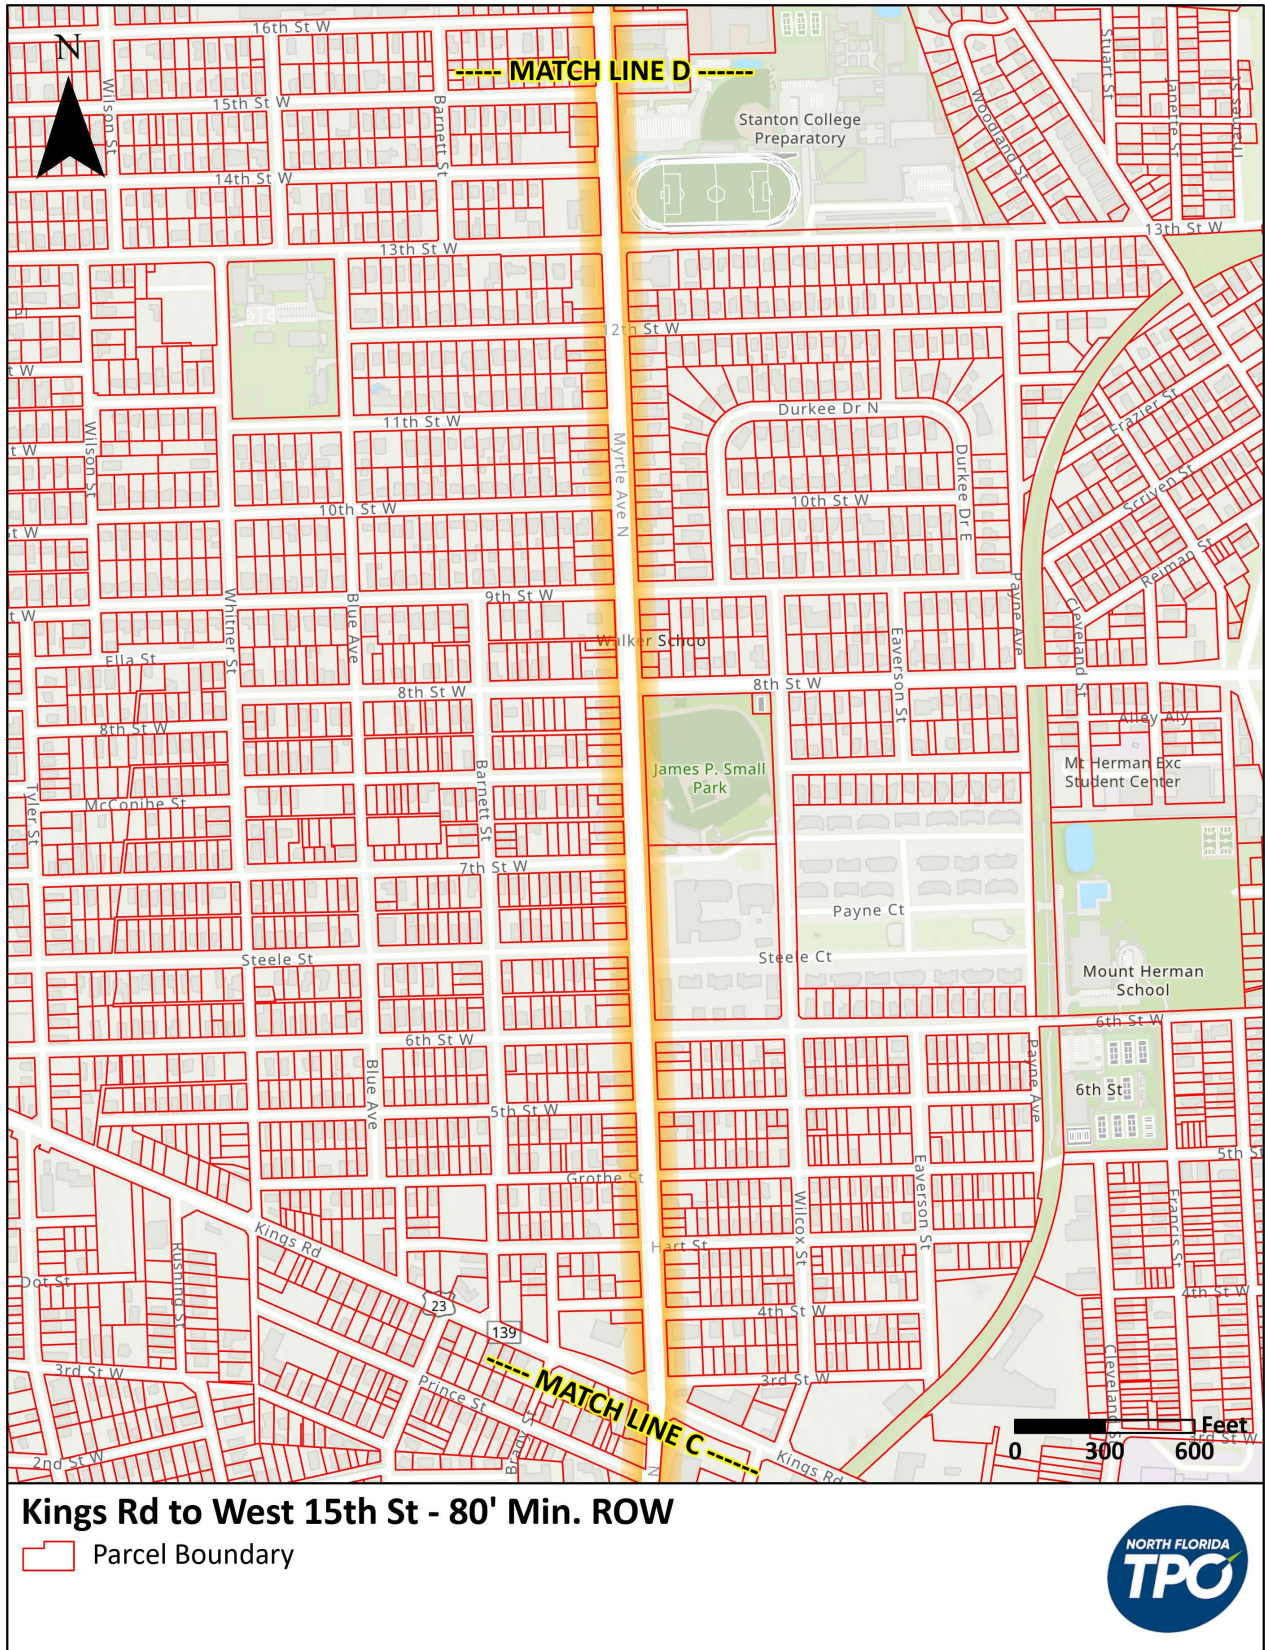 16th St W
N
----- MATCH LINE D ------
Wilson St
15th St W
Barnett St
Stanton College
Preparatory
Woodland St
Stuart St
Janette St
14th St W
13th St W
13th St W
Pl
12th St W
t W
Durkee Dr N
Frazier St
11th St W
Wilson St
t W
Myrtle Ave N
Durkee Dr E
10th St W
10th St W
Scriven St
St W
Reiman St
9th St W
t W
Whitner St
Blue Ave
Payne Ave
Cleveland St
Walker Schoo
Eaverson St
Ella St
8th St W
8th St W
8th St W
Alley Aly
James P. Small
Park
Mt Herman Exc
Student Center
Tyler St
McConihe St
Barnett St
7th St W
Payne Ct
Steele St
Steele Ct
Mount Herman
School
6th St W
6th St W
Blue Ave
Payne Ave
6th St
5th St W
5th St
Grothe St
Eaverson St
Wilcox St
Francis St
Kings Rd
Hart St
Rushing St
Dot St
23
4th St W
4th St W
139
3rd St W
3rd St W
Cleveland St
Prince St
----- MATCH LINE C ------
Brady St
2nd St W
N
Kings Rd
3rd St W
Feet
0 300 600
Kings Rd to West 15th St - 80' Min. ROW
Parcel Boundary
NORTH FLORIDA
TPO